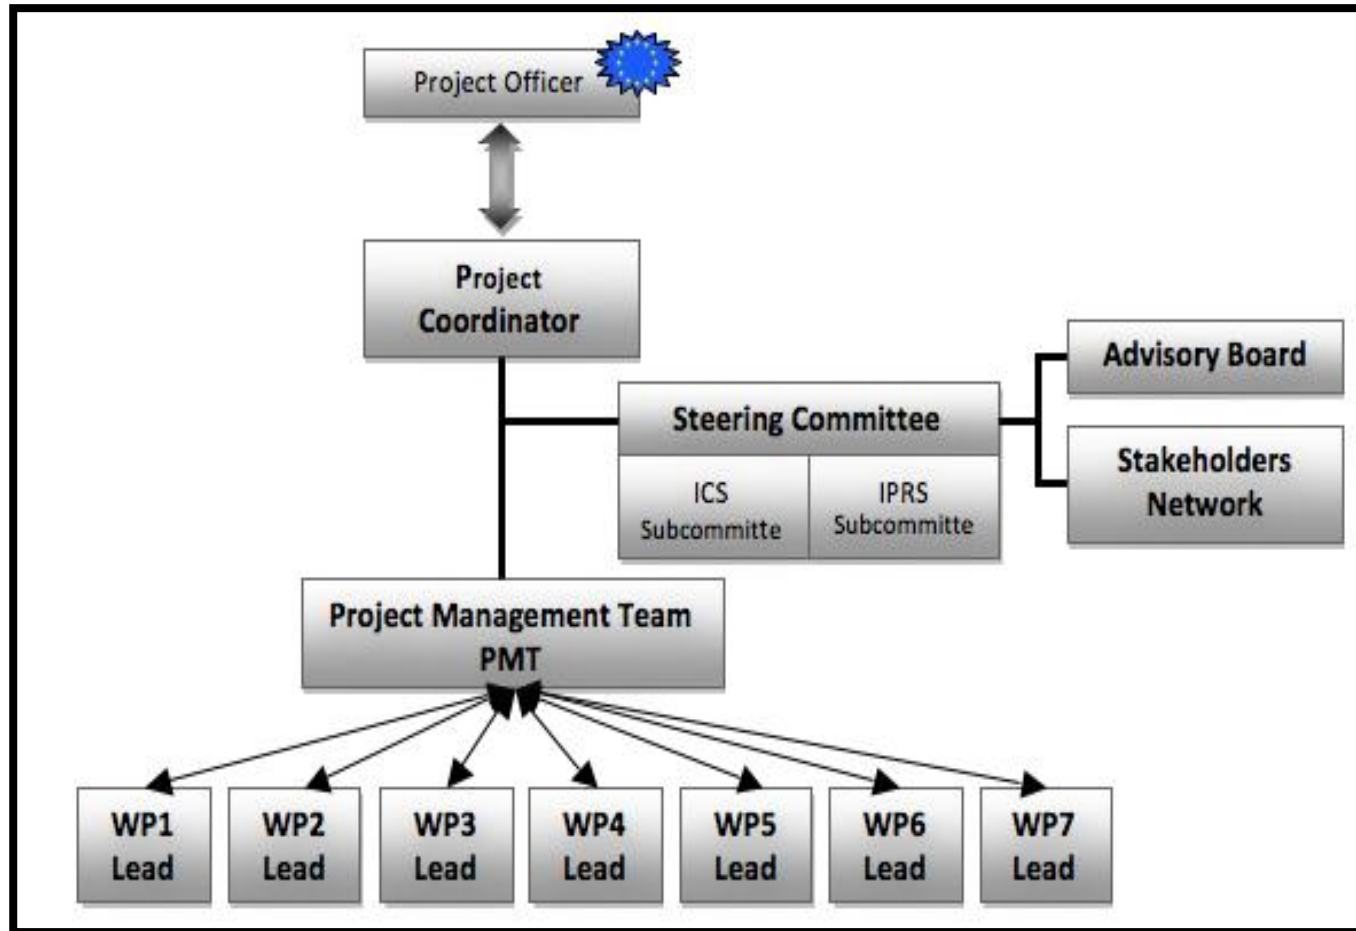 Project Officer
Project
Coordinator
Advisory Board
Steering Committee
Stakeholders
Network
ICS
Subcommitte
IPRS
Subcommitte
Project Management Team
PMT
WP1
Lead
WP2
Lead
WP3
Lead
WP4
Lead
WP5
Lead
WP6
Lead
WP7
Lead